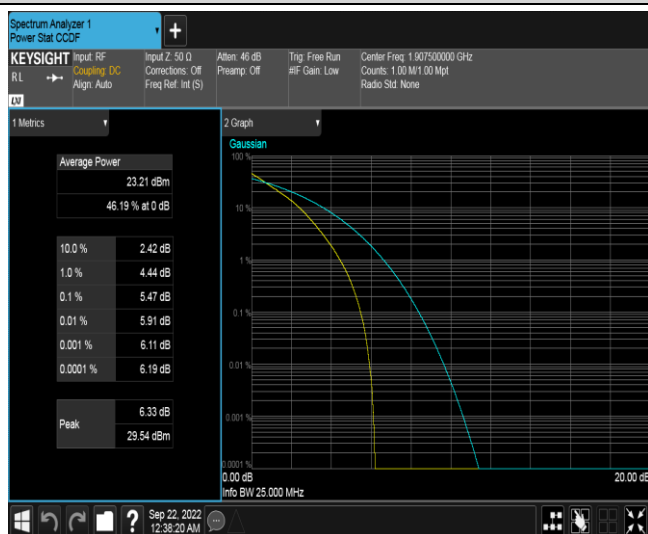 Spectrum Analyzer 1
Power Stat CCDF
+
KEYSIGHT
RL
LXI
Input: RF
Coupling: DC
Align: Auto
Input Z: 50 Ω
Corrections: Off
Freq Ref: Int (S)
Atten: 46 dB
Preamp: Off
Trig: Free Run
#IF Gain: Low
Center Freq: 1.907500000 GHz
Counts: 1.00 M/1.00 Mpt
Radio Std: None
1 Metrics
Average Power
23.21 dBm
46.19 % at 0 dB
10.0 % 2.42 dB
1.0 % 4.44 dB
0.1 % 5.47 dB
0.01 % 5.91 dB
0.001 % 6.11 dB
0.0001 % 6.19 dB
Peak
6.33 dB
29.54 dBm
2 Graph
Gaussian
100 %
10 %
1 %
0.1 %
0.01 %
0.001 %
0.0001 %
0.00 dB 20.00 dB
Info BW 25.000 MHz
?
Sep 22, 2022
12:38:20 AM